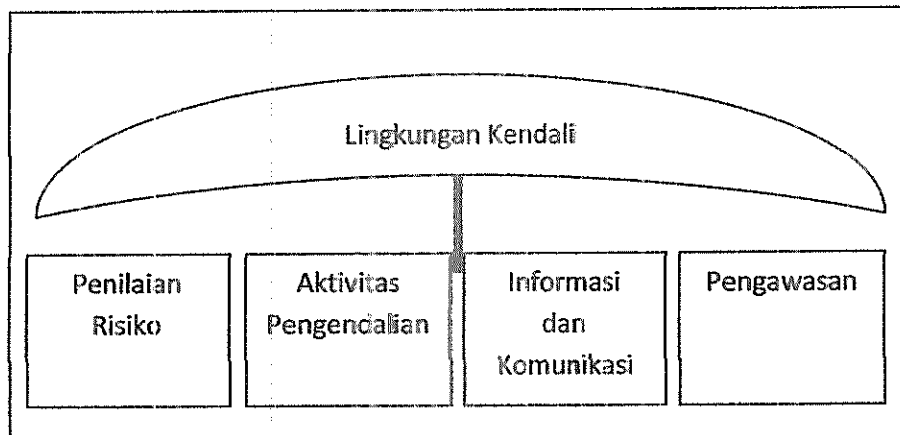 Lingkungan Kendali
Penilaian
Risiko
Aktivitas
Pengendalian
Informasi
dan
Komunikasi
Pengawasan